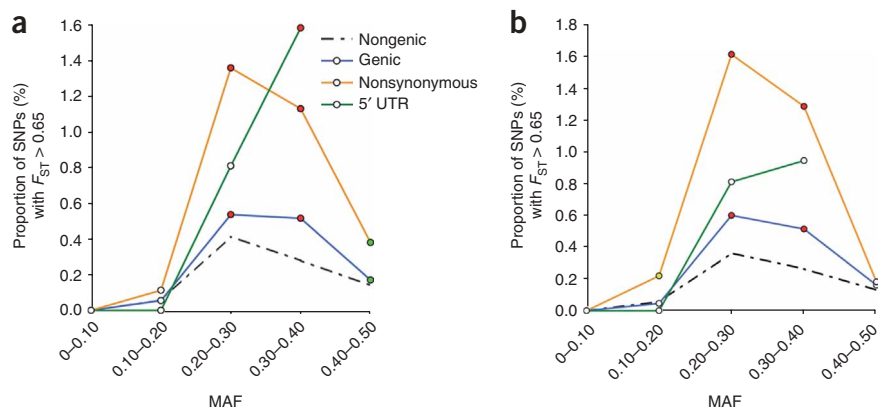 a
Proportion of SNPs (%)
with FST > 0.65
1.6
1.4
1.2
1.0
0.8
0.6
0.4
0.2
0.0
Nongenic
Genic
Nonsynonymous
5′ UTR
0–0.10
0.10–0.20
0.20–0.30
0.30–0.40
0.40–0.50
MAF
b
Proportion of SNPs (%)
with FST > 0.65
1.8
1.6
1.4
1.2
1.0
0.8
0.6
0.4
0.2
0.0
0–0.10
0.10–0.20
0.20–0.30
0.30–0.40
0.40–0.50
MAF